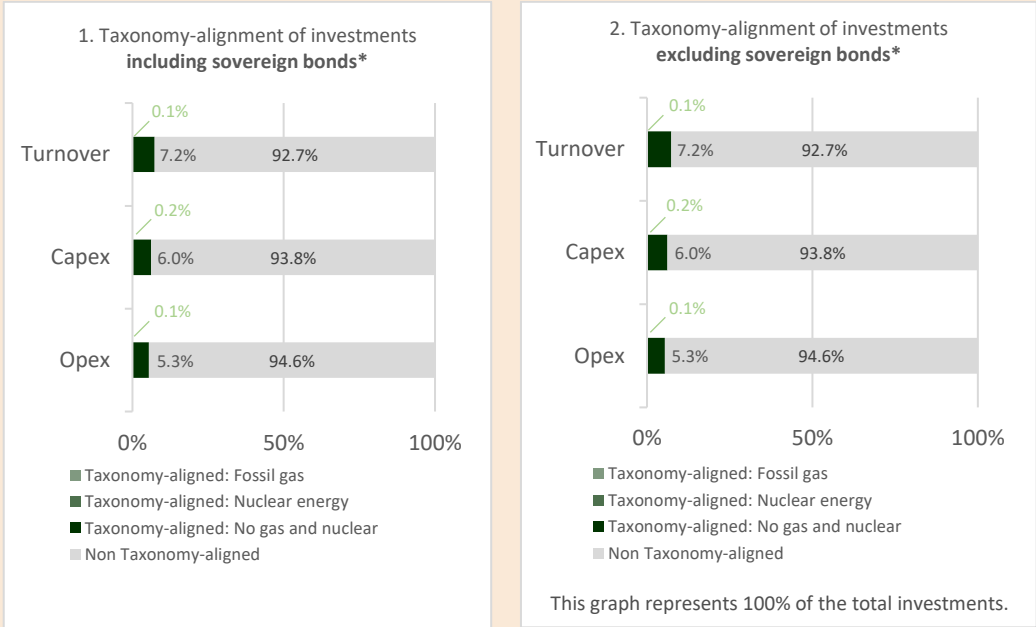 1. Taxonomy-alignment of investments
including sovereign bonds*
0.1%
Turnover 7.2% 92.7%
0.2%
Capex 6.0% 93.8%
0.1%
Opex 5.3% 94.6%
0% 50% 100%
Taxonomy-aligned: Fossil gas
Taxonomy-aligned: Nuclear energy
Taxonomy-aligned: No gas and nuclear
Non Taxonomy-aligned
2. Taxonomy-alignment of investments
excluding sovereign bonds*
0.1%
Turnover 7.2% 92.7%
0.2%
Capex 6.0% 93.8%
0.1%
Opex 5.3% 94.6%
0% 50% 100%
Taxonomy-aligned: Fossil gas
Taxonomy-aligned: Nuclear energy
Taxonomy-aligned: No gas and nuclear
Non Taxonomy-aligned
This graph represents 100% of the total investments.